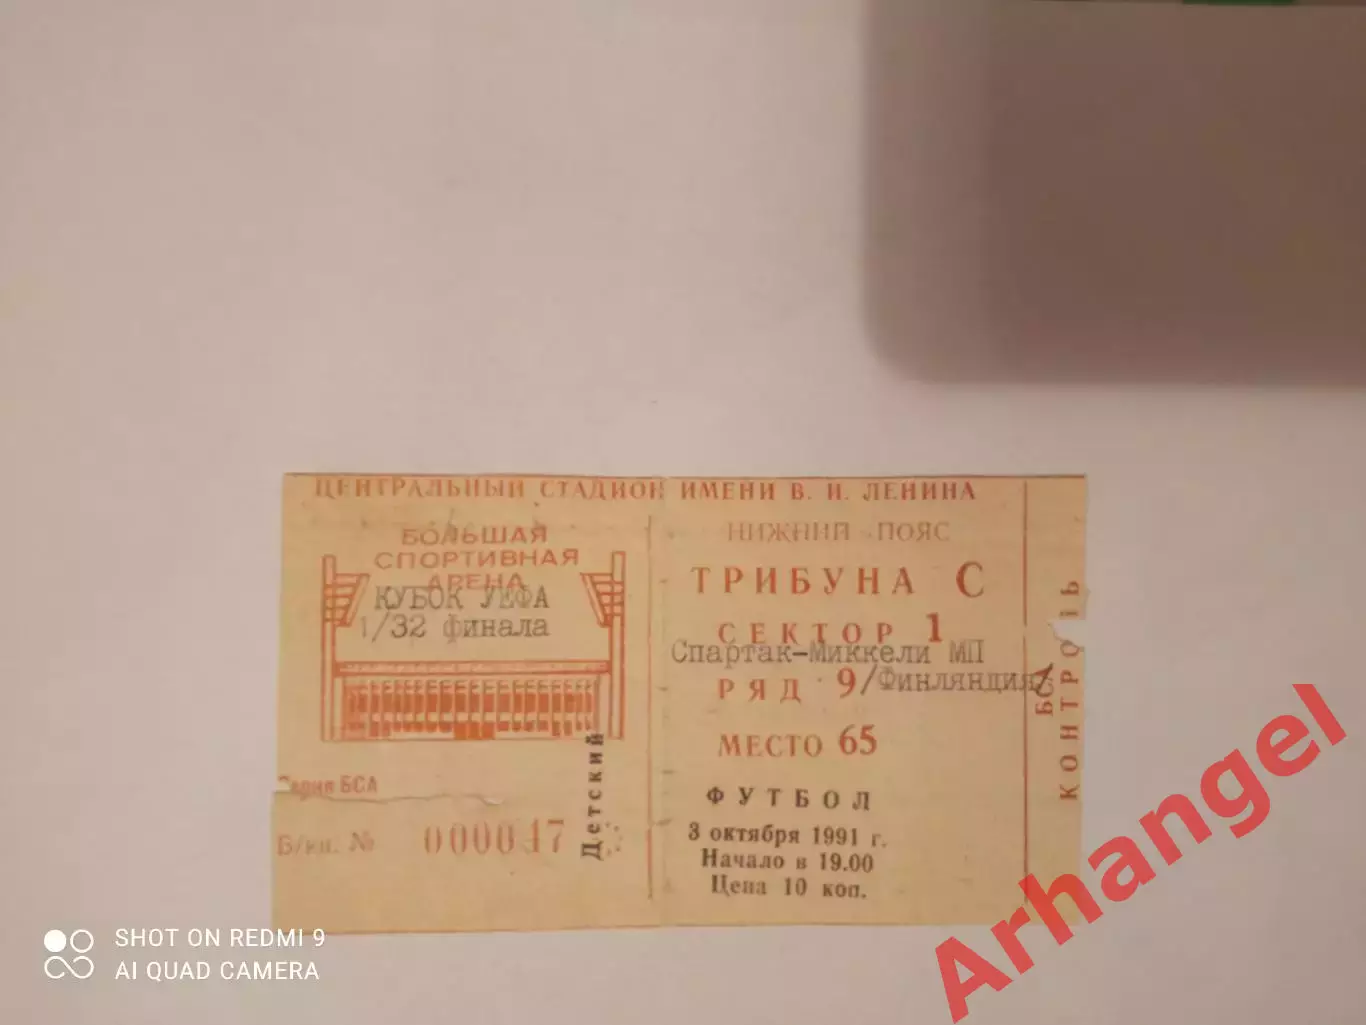 ЦЕНТРАЛЬНЫЙ СТАДИОН ИМЕНИ В. И. ЛЕНИНА
БОЛЬШАЯ
СПОРТИВНАЯ
АРЕНА
КУБОК УЕФА
1/32 финала
Серия БСА
Б/кн. №
000047
Детский
НИЖНИЙ ПОЯС
ТРИБУНА С
СЕКТОР 1
Спартак-Миккели МП
РЯД 9 /Финляндия/
МЕСТО 65
ФУТБОЛ
3 октября 1991 г.
Начало в 19.00
Цена 10 коп.
БСА
КОНТРОЛЬ
Arhangel
SHOT ON REDMI 9
AI QUAD CAMERA